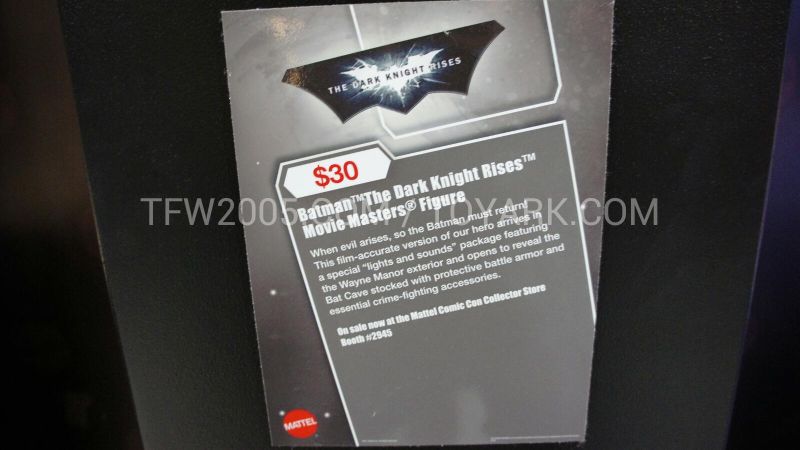 THE DARK KNIGHT RISES
$30
Batman™ The Dark Knight Rises™
Movie Masters® Figure
TFW2005.COM / TOYARK.COM
When evil arises, so the Batman must return!
This film-accurate version of our hero arrives in
a special "lights and sounds" package featuring
the Wayne Manor exterior and opens to reveal the
Bat Cave stocked with protective battle armor and
essential crime-fighting accessories.
On sale now at the Mattel Comic Con Collector Store
Booth #2945
MATTEL